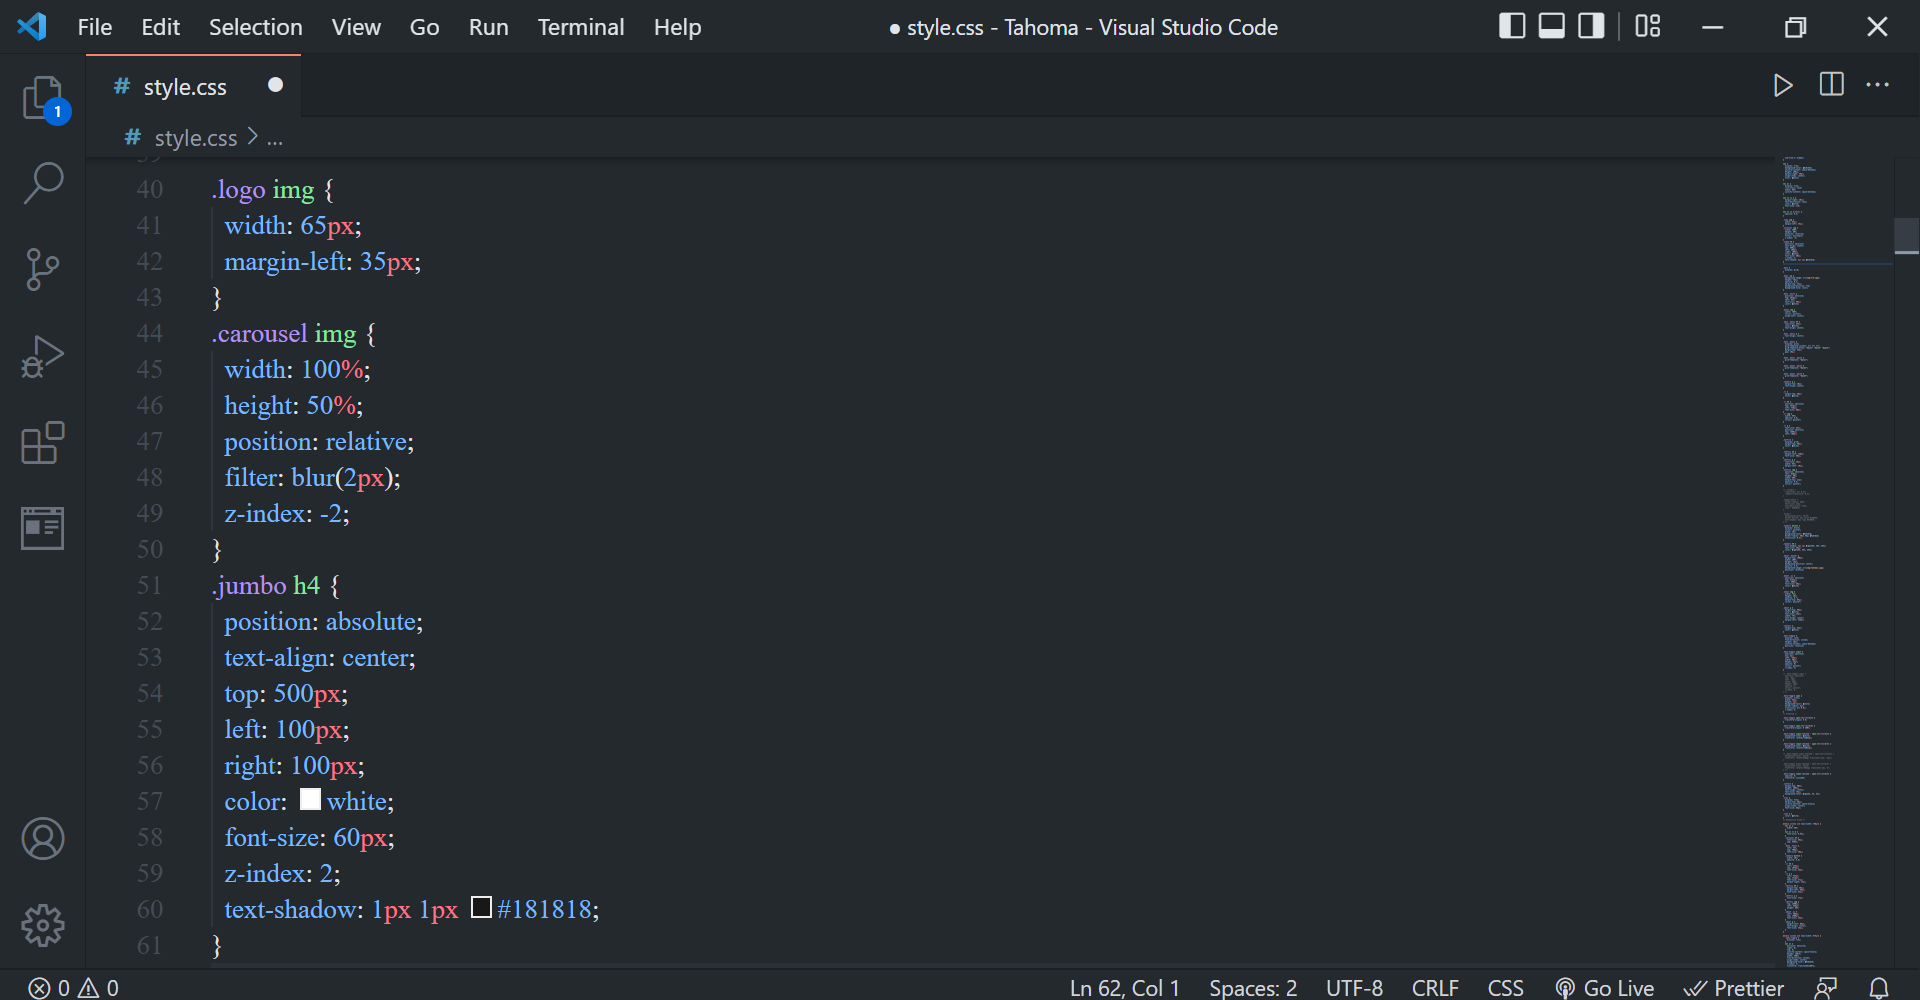 File Edit Selection View Go Run Terminal Help
● style.css - Tahoma - Visual Studio Code
# style.css ●
1
# style.css > ...
40 .logo img {
41 width: 65px;
42 margin-left: 35px;
43 }
44 .carousel img {
45 width: 100%;
46 height: 50%;
47 position: relative;
48 filter: blur(2px);
49 z-index: -2;
50 }
51 .jumbo h4 {
52 position: absolute;
53 text-align: center;
54 top: 500px;
55 left: 100px;
56 right: 100px;
57 color: white;
58 font-size: 60px;
59 z-index: 2;
60 text-shadow: 1px 1px #181818;
61 }
0 0 Ln 62, Col 1 Spaces: 2 UTF-8 CRLF CSS Go Live Prettier